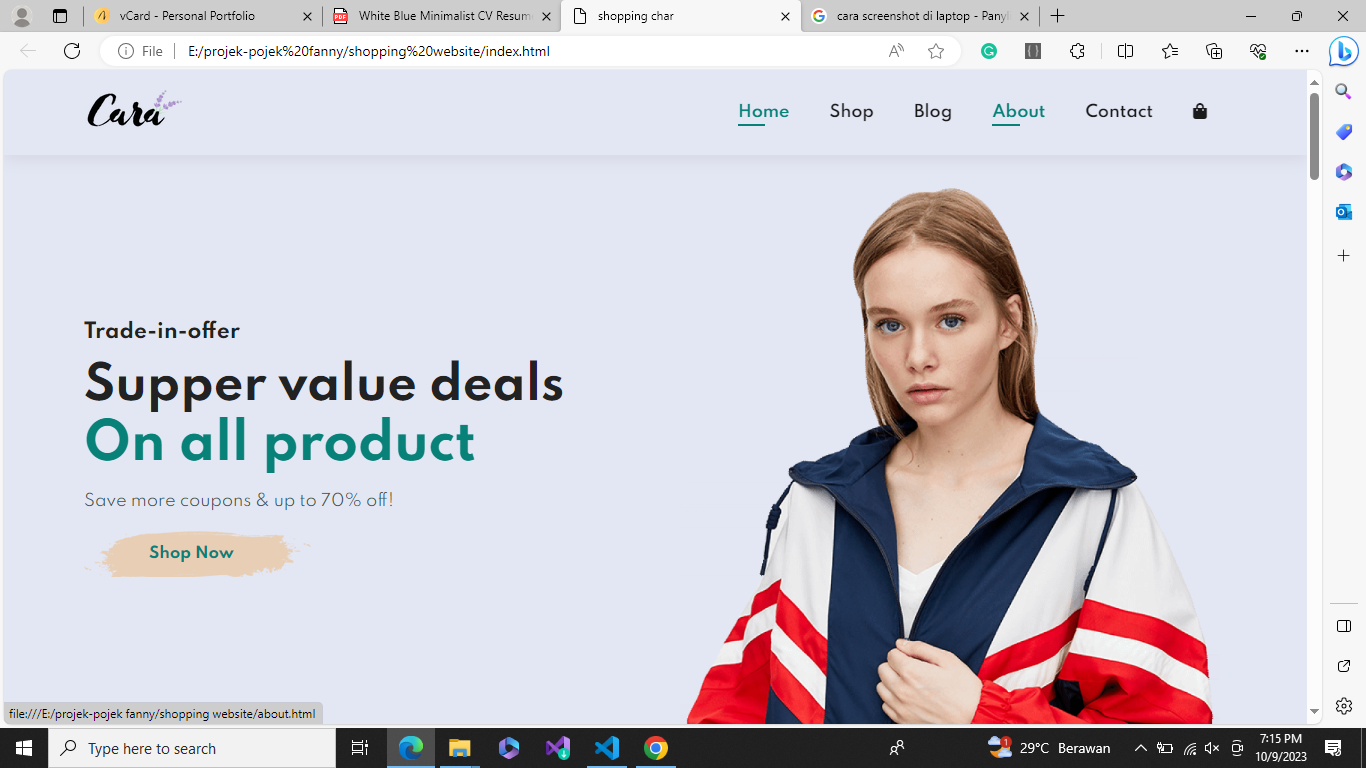 vCard - Personal Portfolio
White Blue Minimalist CV Resum
shopping char
cara screenshot di laptop - Pany
File
E:/projek-pojek%20fanny/shopping%20website/index.html
Cara
Home
Shop
Blog
About
Contact
Trade-in-offer
Supper value deals
On all product
Save more coupons & up to 70% off!
Shop Now
file:///E:/projek-pojek fanny/shopping website/about.html
Type here to search
1
29°C Berawan
7:15 PM
10/9/2023